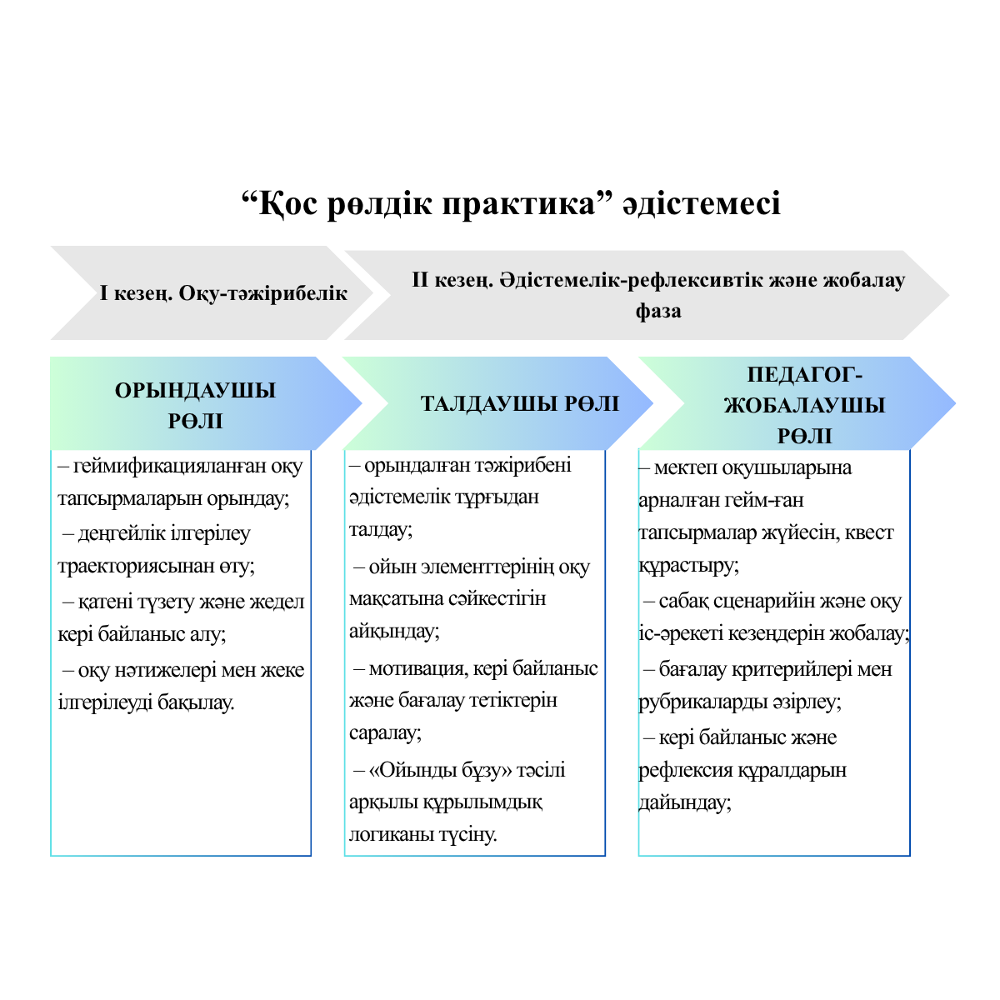 “Қос рөлдік практика” әдістемесі
I кезең. Оқу-тәжірибелік
II кезең. Әдістемелік-рефлексивтік және жобалау
фаза
ОРЫНДАУШЫ
РӨЛІ
– геймификацияланған оқу
тапсырмаларын орындау;
– деңгейлік ілгерілеу
траекториясынан өту;
– қатені түзету және жедел
кері байланыс алу;
– оқу нәтижелері мен жеке
ілгерілеуді бақылау.
ТАЛДАУШЫ РӨЛІ
– орындалған тәжірибені
әдістемелік тұрғыдан
талдау;
– ойын элементтерінің оқу
мақсатына сәйкестігін
айқындау;
– мотивация, кері байланыс
және бағалау тетіктерін
саралау;
– «Ойынды бұзу» тәсілі
арқылы құрылымдық
логиканы түсіну.
ПЕДАГОГ-
ЖОБАЛАУШЫ
РӨЛІ
– мектеп оқушыларына
арналған гейм-ған
тапсырмалар жүйесін, квест
құрастыру;
– сабақ сценарийін және оқу
іс-әрекеті кезеңдерін жобалау;
– бағалау критерийлері мен
рубрикаларды әзірлеу;
– кері байланыс және
рефлексия құралдарын
дайындау;